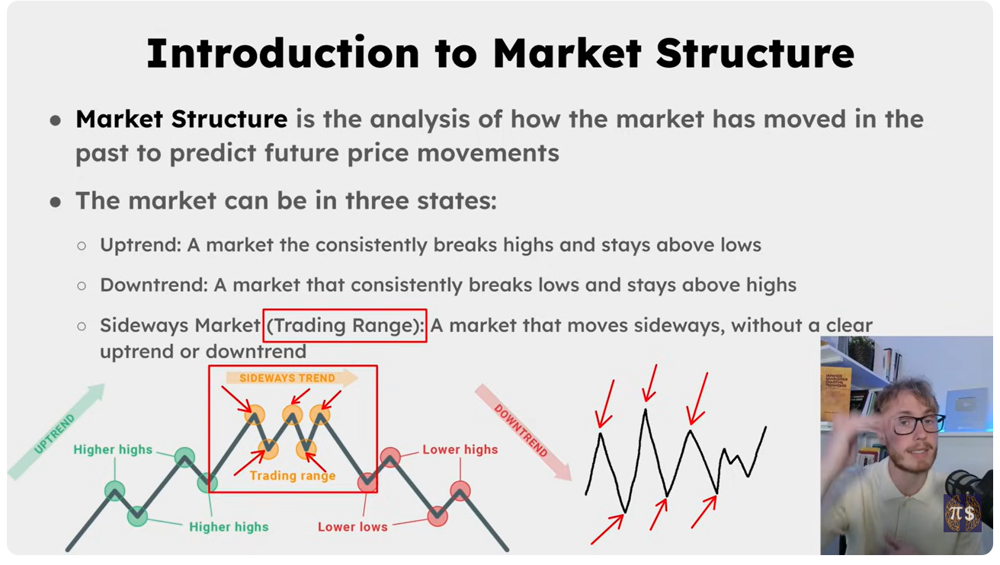 Introduction to Market Structure
● Market Structure is the analysis of how the market has moved in the
past to predict future price movements
● The market can be in three states:
○ Uptrend: A market the consistently breaks highs and stays above lows
○ Downtrend: A market that consistently breaks lows and stays above highs
○ Sideways Market (Trading Range): A market that moves sideways, without a clear
uptrend or downtrend
SIDEWAYS TREND
UPTREND
DOWNTREND
Higher highs
Lower highs
Trading range
Higher highs
Lower lows
JAPANESE
CANDLESTICK
CHARTING
TECHNIQUES
π$